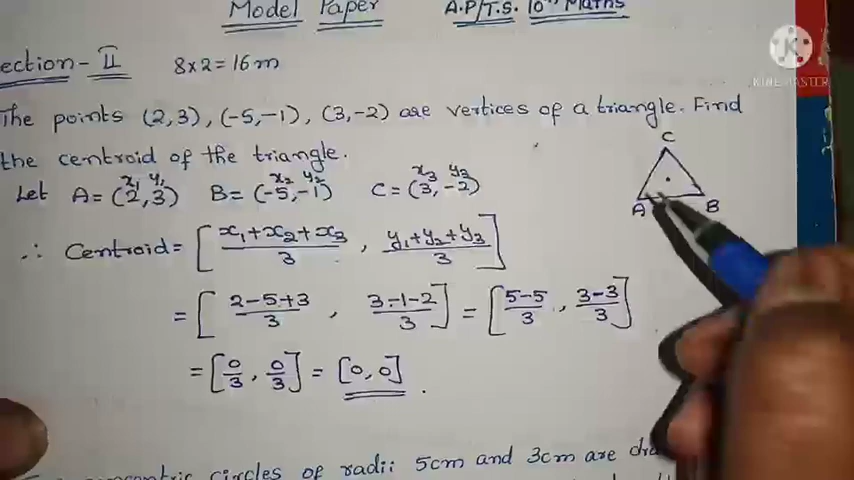 Model Paper A.P/T.S. 10th Maths
ection - II 8x2=16m
KINEMASTER
The points (2,3), (-5,-1), (3,-2) are vertices of a triangle. Find
the centroid of the triangle.
C
x₁ y₁ x₂ y₂ x₃ y₃
Let A = (2,3) B = (-5,-1) C = (3,-2)
A B
∴ Centroid = [ (x₁+x₂+x₃)/3 , (y₁+y₂+y₃)/3 ]
= [ (2-5+3)/3 , (3-1-2)/3 ] = [ (5-5)/3 , (3-3)/3 ]
= [ 0/3 , 0/3 ] = [0,0] .
circles of radii 5cm and 3cm are